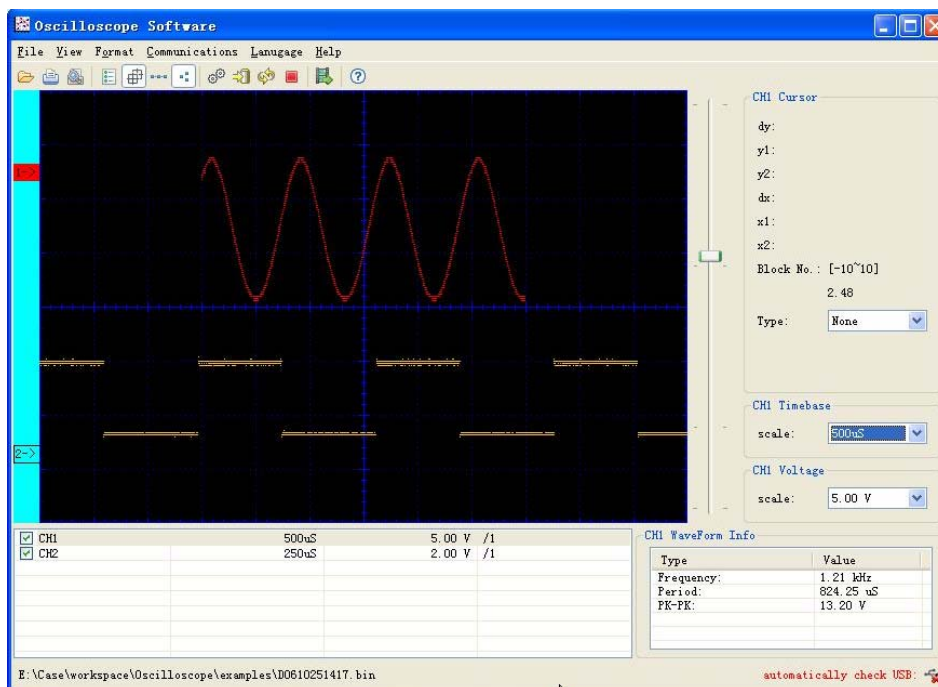 Oscilloscope Software
File View Format Communications Lanugage Help
1->
2->
CH1 Cursor
dy:
y1:
y2:
dx:
x1:
x2:
Block No.: [-10~10]
2.48
Type: None
CH1 Timebase
scale: 500uS
CH1 Voltage
scale: 5.00 V
CH1 500uS 5.00 V /1
CH2 250uS 2.00 V /1
CH1 WaveForm Info
Type Value
Frequency: 1.21 kHz
Period: 824.25 uS
PK-PK: 13.20 V
E:\Case\workspace\Oscilloscope\examples\D0610251417.bin
automatically check USB: